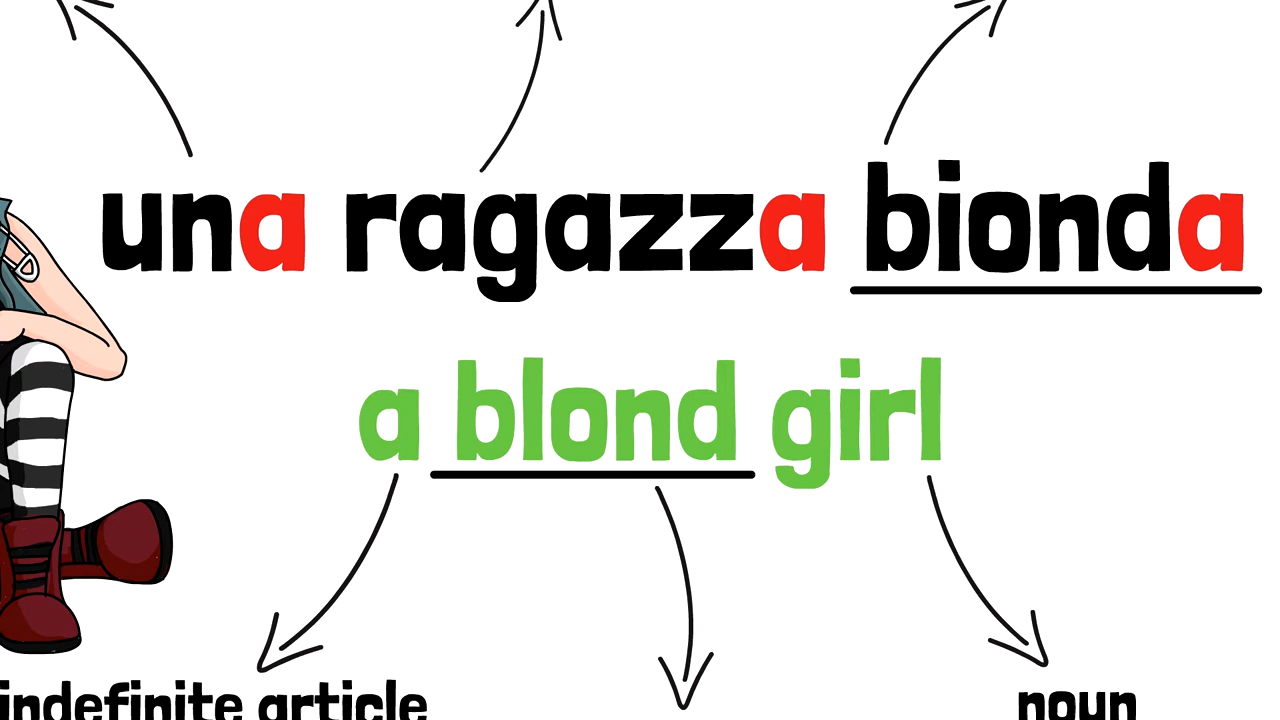 una ragazza bionda
a blond girl
indefinite article noun